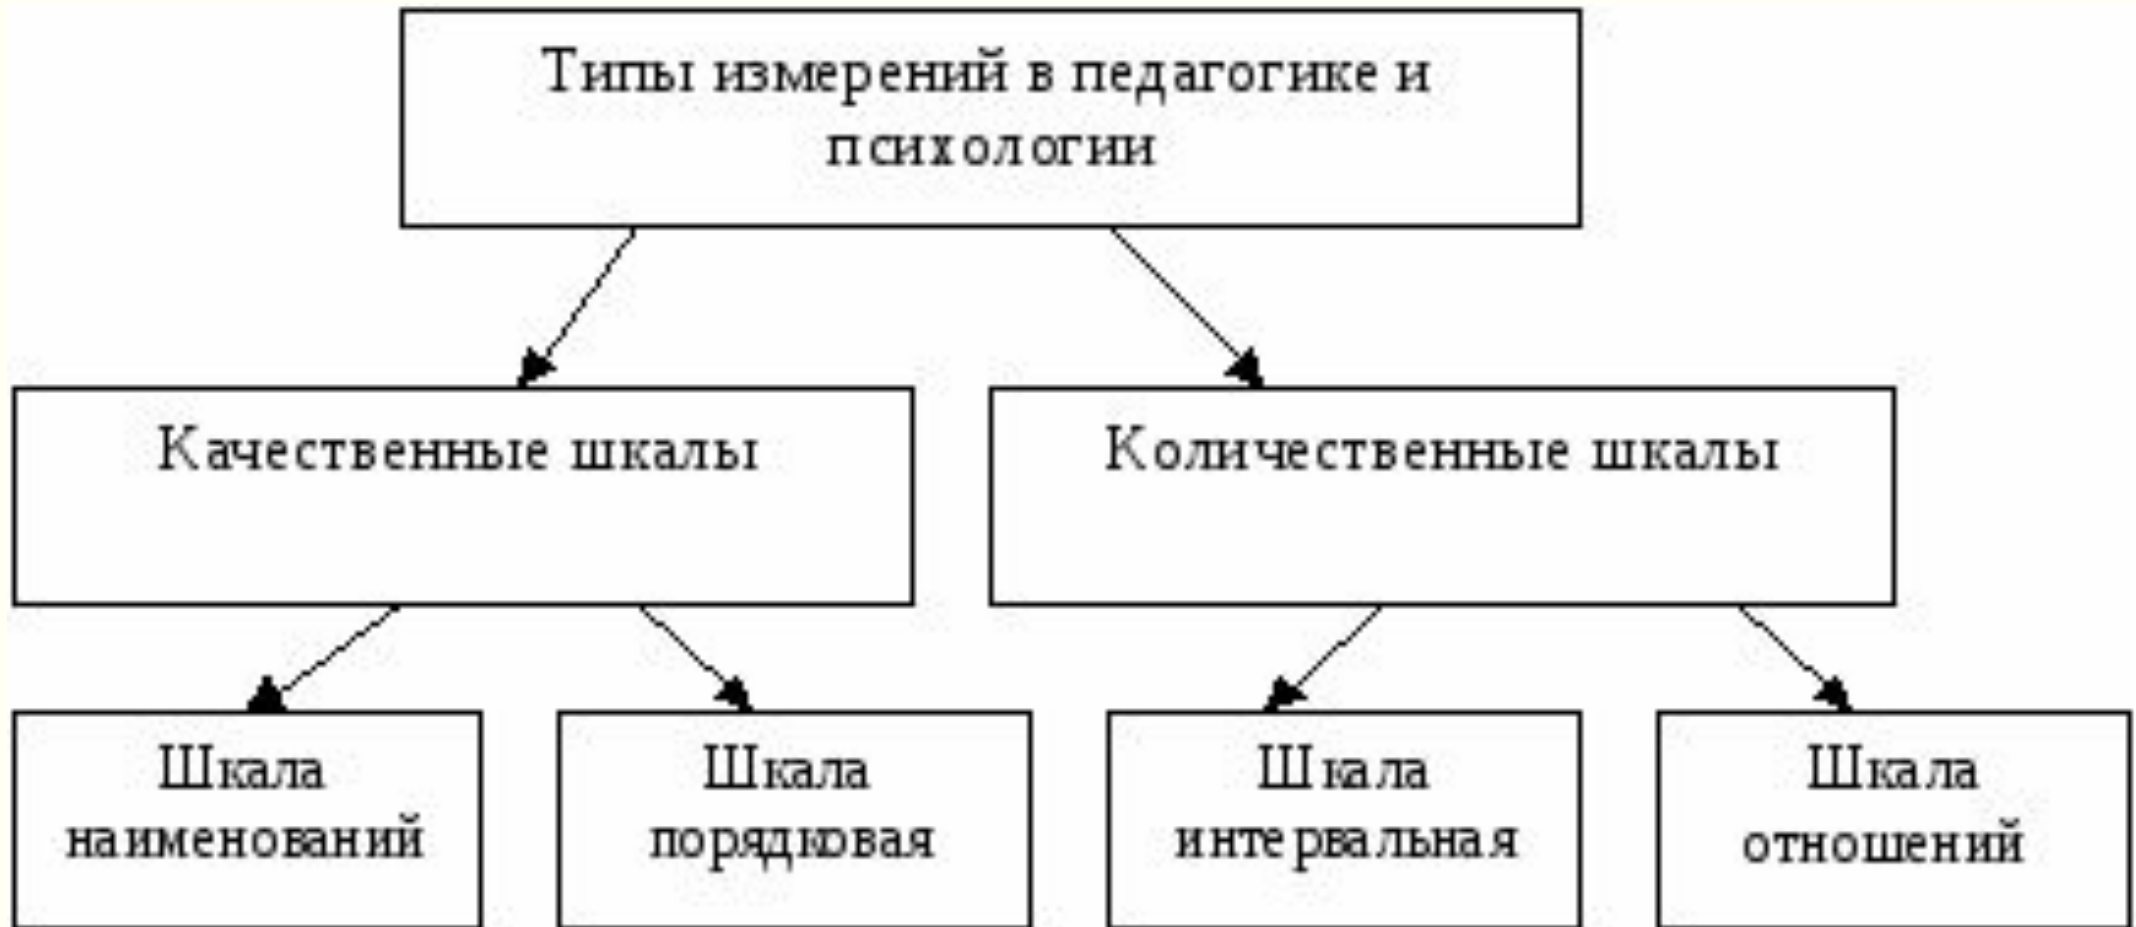 Типы измерений в педагогике и
психологии
Качественные шкалы
Количественные шкалы
Шкала
наименований
Шкала
порядковая
Шкала
интервальная
Шкала
отношений